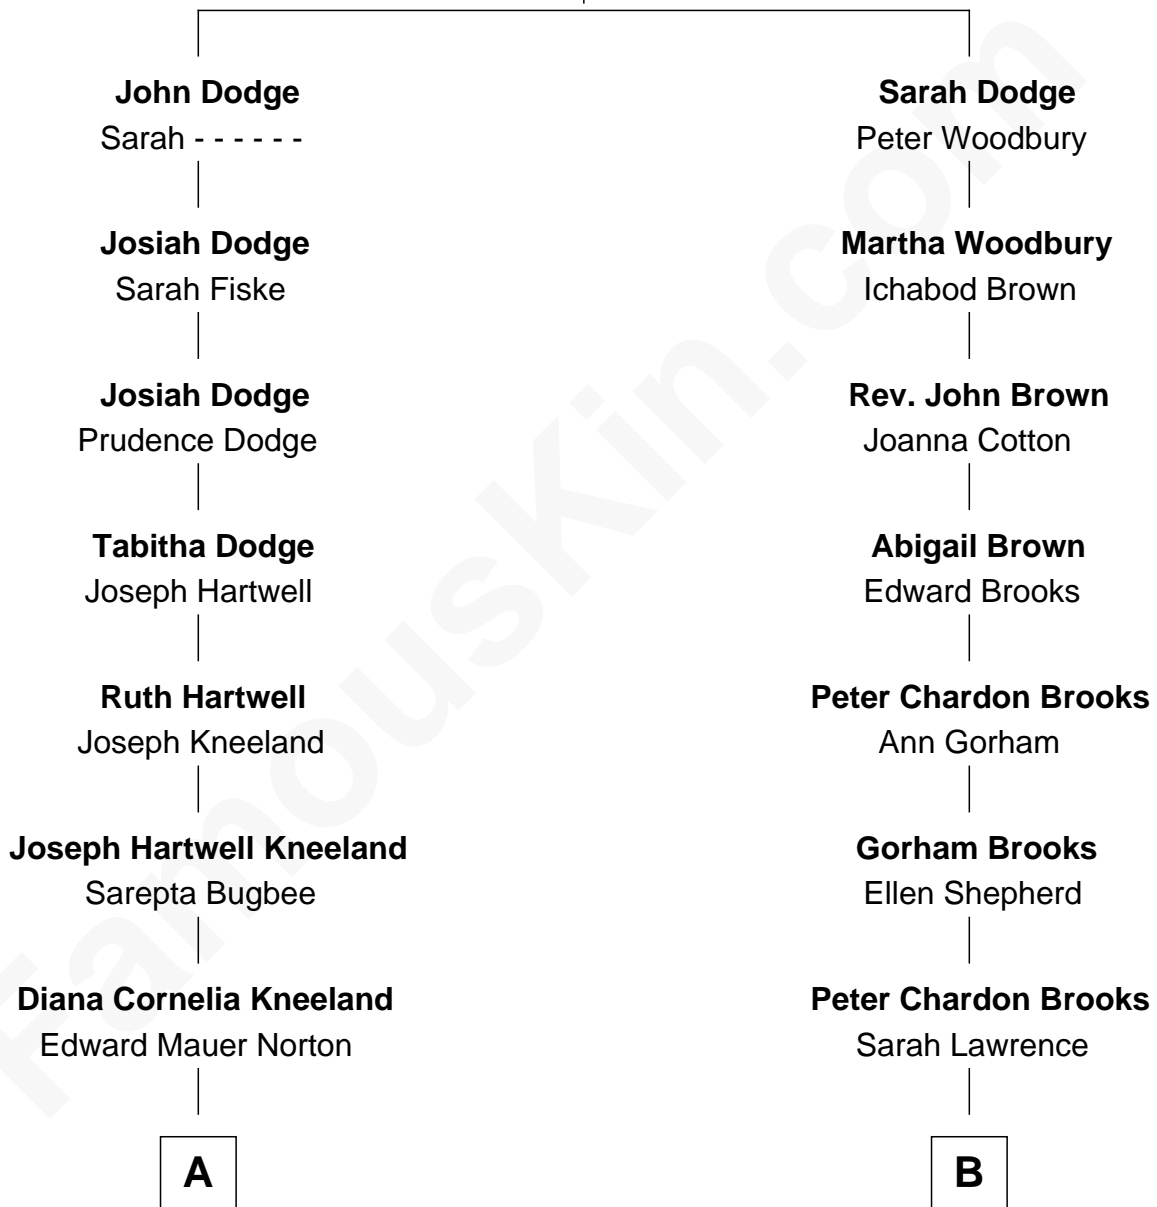 John Dodge
Sarah - - - - - -
Josiah Dodge
Sarah Fiske
Josiah Dodge
Prudence Dodge
Tabitha Dodge
Joseph Hartwell
Ruth Hartwell
Joseph Kneeland
Joseph Hartwell Kneeland
Sarepta Bugbee
Diana Cornelia Kneeland
Edward Mauer Norton
A
Sarah Dodge
Peter Woodbury
Martha Woodbury
Ichabod Brown
Rev. John Brown
Joanna Cotton
Abigail Brown
Edward Brooks
Peter Chardon Brooks
Ann Gorham
Gorham Brooks
Ellen Shepherd
Peter Chardon Brooks
Sarah Lawrence
B
FamousKin.com